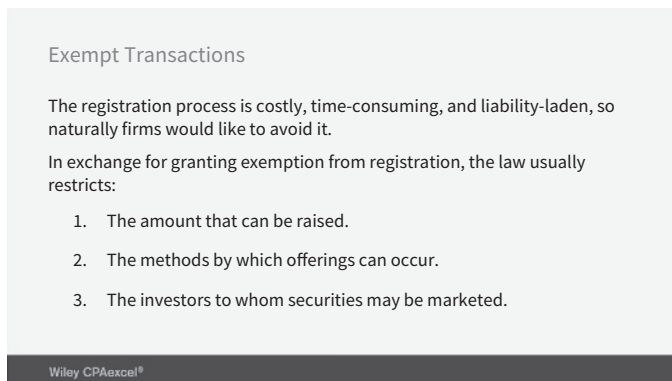 Exempt Transactions
The registration process is costly, time-consuming, and liability-laden, so
naturally firms would like to avoid it.
In exchange for granting exemption from registration, the law usually
restricts:
1. The amount that can be raised.
2. The methods by which offerings can occur.
3. The investors to whom securities may be marketed.
Wiley CPAexcel®